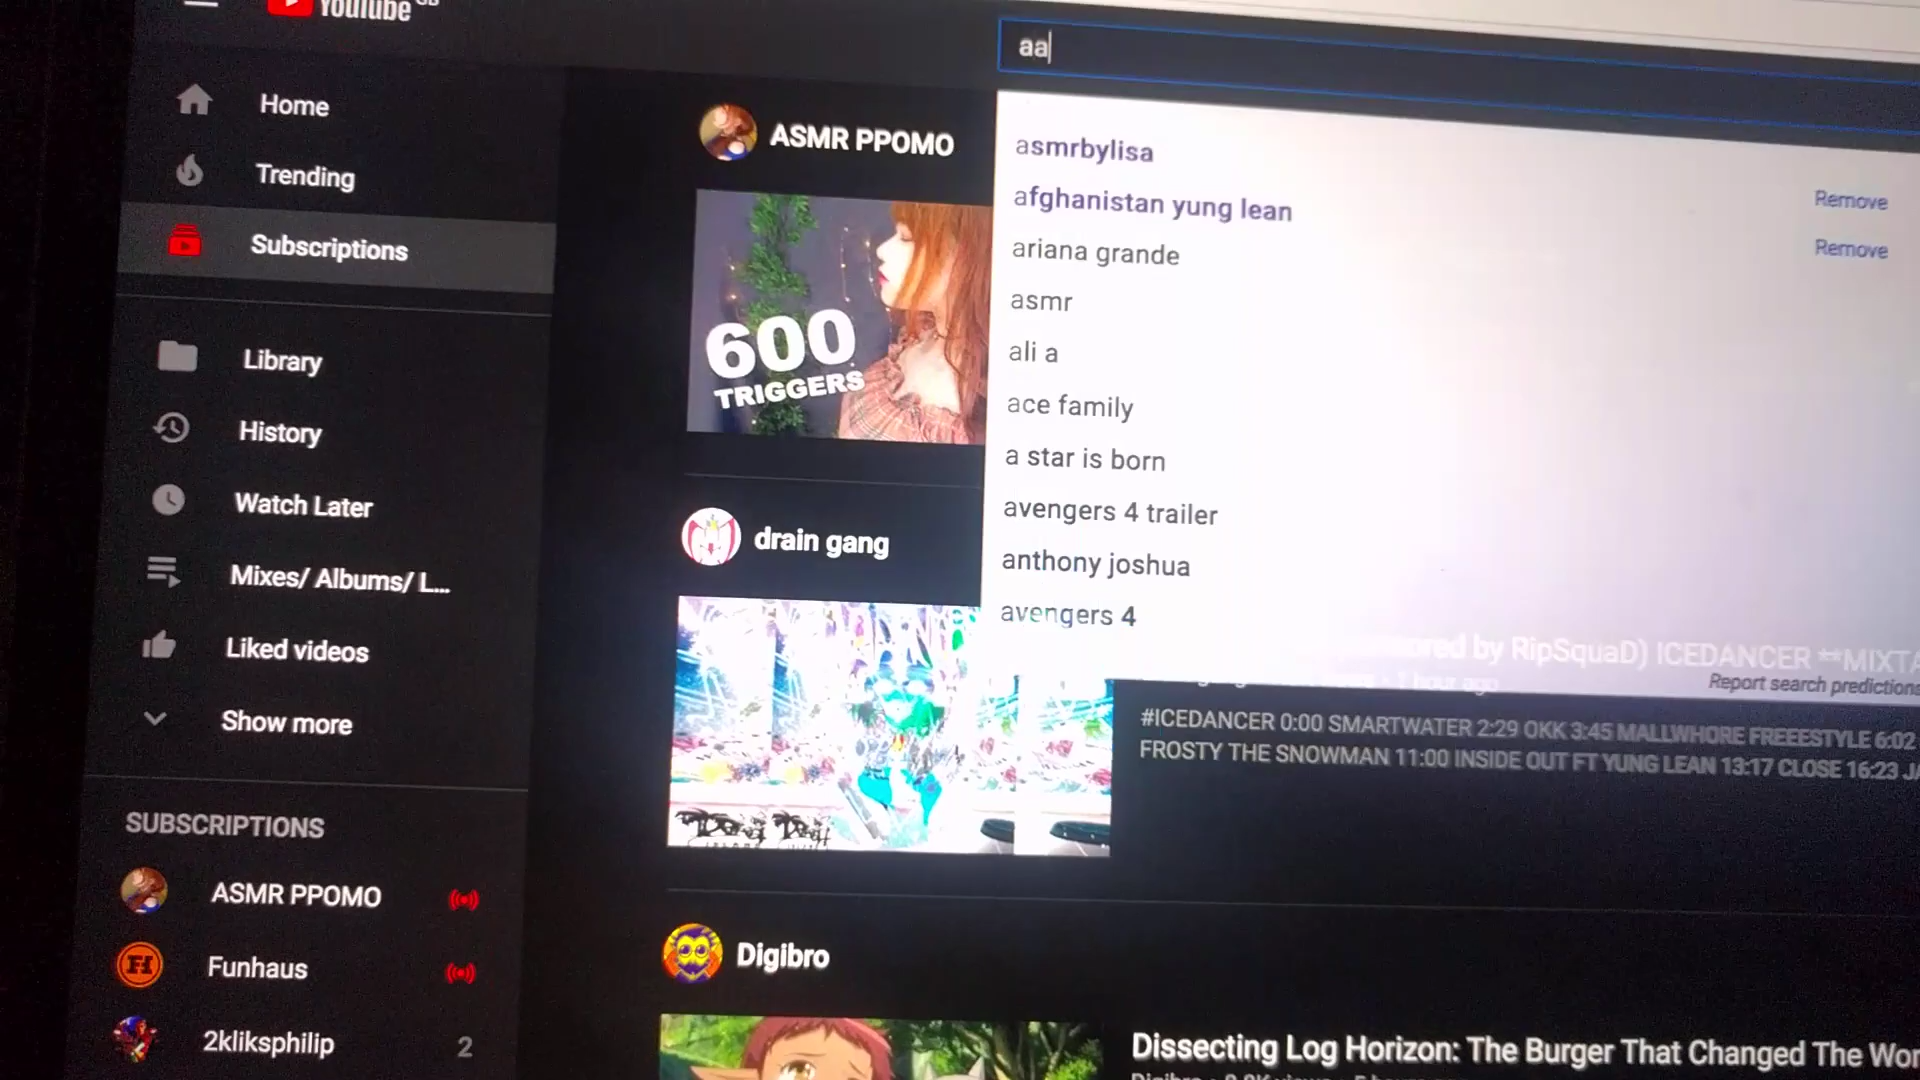 YouTube GB
aa
Home
Trending
Subscriptions
Library
History
Watch Later
Mixes/ Albums/ L...
Liked videos
Show more
SUBSCRIPTIONS
ASMR PPOMO
Funhaus
2kliksphilip 2
ASMR PPOMO
600
TRIGGERS
drain gang
Digibro
asmrbylisa
afghanistan yung lean Remove
ariana grande Remove
asmr
ali a
ace family
a star is born
avengers 4 trailer
anthony joshua
avengers 4
by RipSquaD) ICEDANCER **MIXTA
hour ago
Report search predictions
#ICEDANCER 0:00 SMARTWATER 2:29 OKK 3:45 MALLWHORE FREEESTYLE 6:02
FROSTY THE SNOWMAN 11:00 INSIDE OUT FT YUNG LEAN 13:17 CLOSE 16:23
Dissecting Log Horizon: The Burger That Changed The Wor